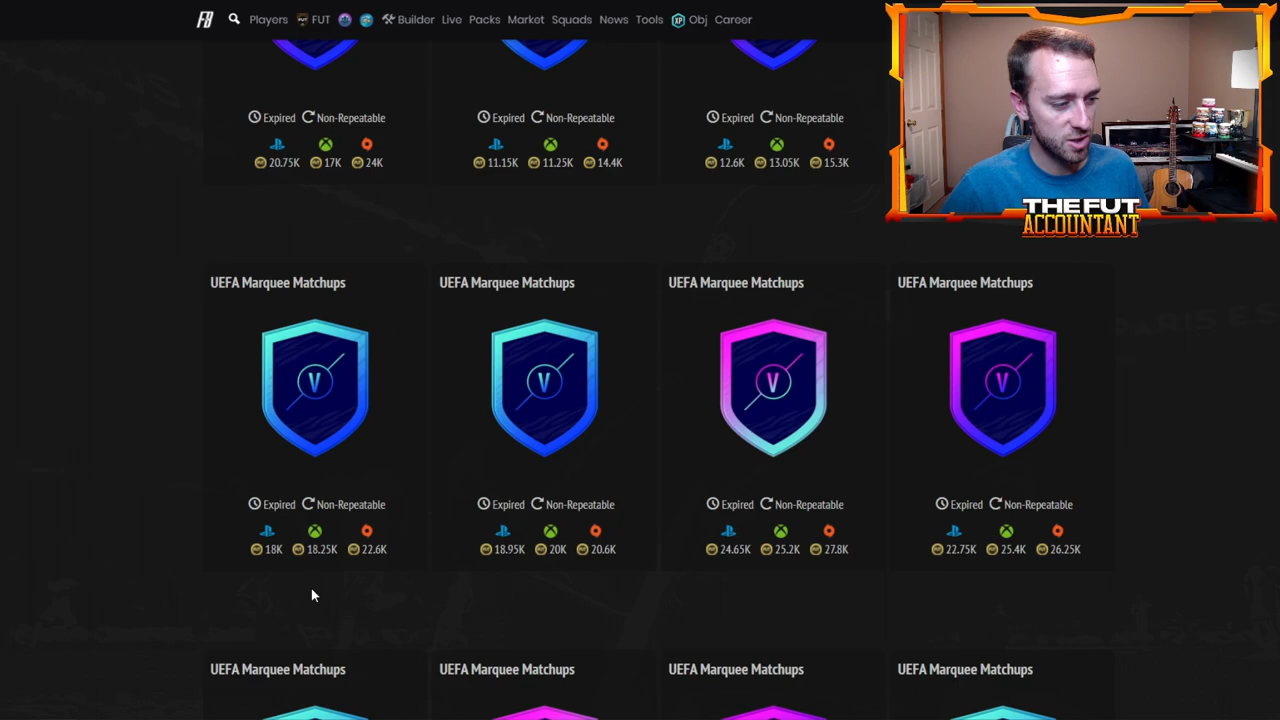 FB Players FUT Builder Live Packs Market Squads News Tools XP Obj Career
Expired Non-Repeatable
20.75K 17K 24K
Expired Non-Repeatable
11.15K 11.25K 14.4K
Expired Non-Repeatable
12.6K 13.05K 15.3K
THE FUT
ACCOUNTANT
UEFA Marquee Matchups
V
Expired Non-Repeatable
18K 18.25K 22.6K
UEFA Marquee Matchups
V
Expired Non-Repeatable
18.95K 20K 20.6K
UEFA Marquee Matchups
V
Expired Non-Repeatable
24.65K 25.2K 27.8K
UEFA Marquee Matchups
V
Expired Non-Repeatable
22.75K 25.4K 26.25K
UEFA Marquee Matchups
UEFA Marquee Matchups
UEFA Marquee Matchups
UEFA Marquee Matchups